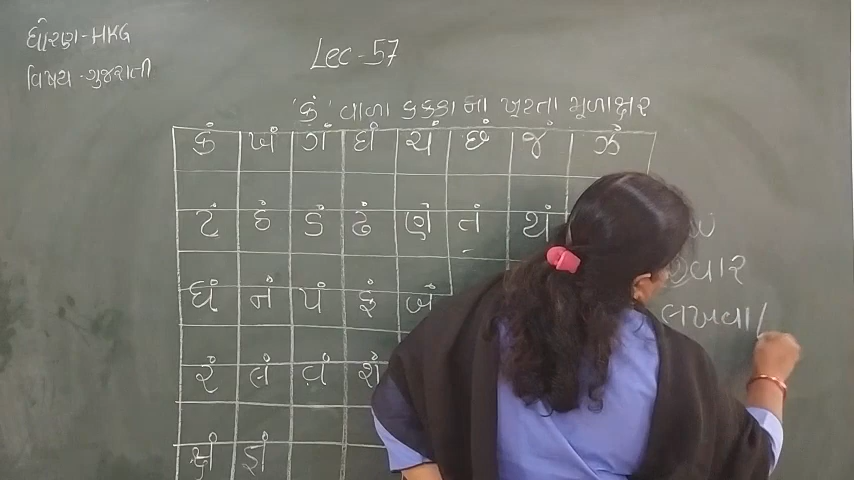 ધોરણ-HKG
વિષય-ગુજરાતી
Lec-57
'કં' વાળા કક્કા ના ખૂટતા મૂળાક્ષર
કં ખં ગં ઘં ચં છં જં ઝં
ટં ઠં ડં ઢં ણં તં થં
ધં નં પં ફં બં
રં લં વં શં
ક્ષં જ્ઞં
લખવા